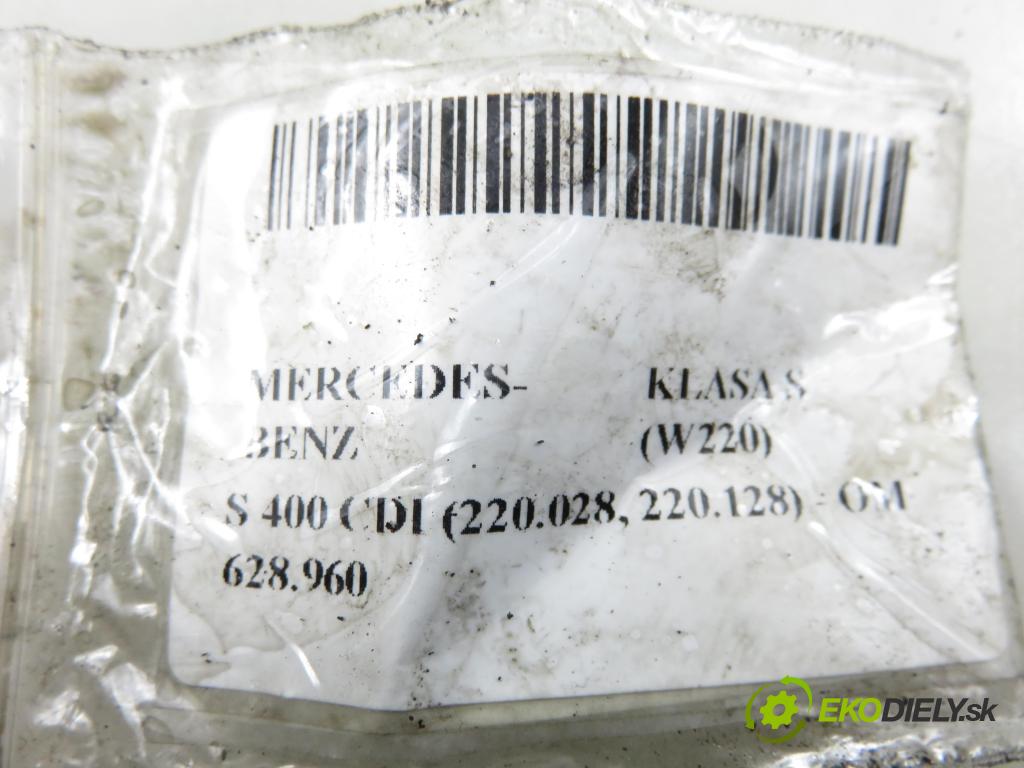 MERCEDES- KLASA S
BENZ (W220)
S 400 CDI (220.028, 220.128) - OM
628.960
EKODIELY.sk